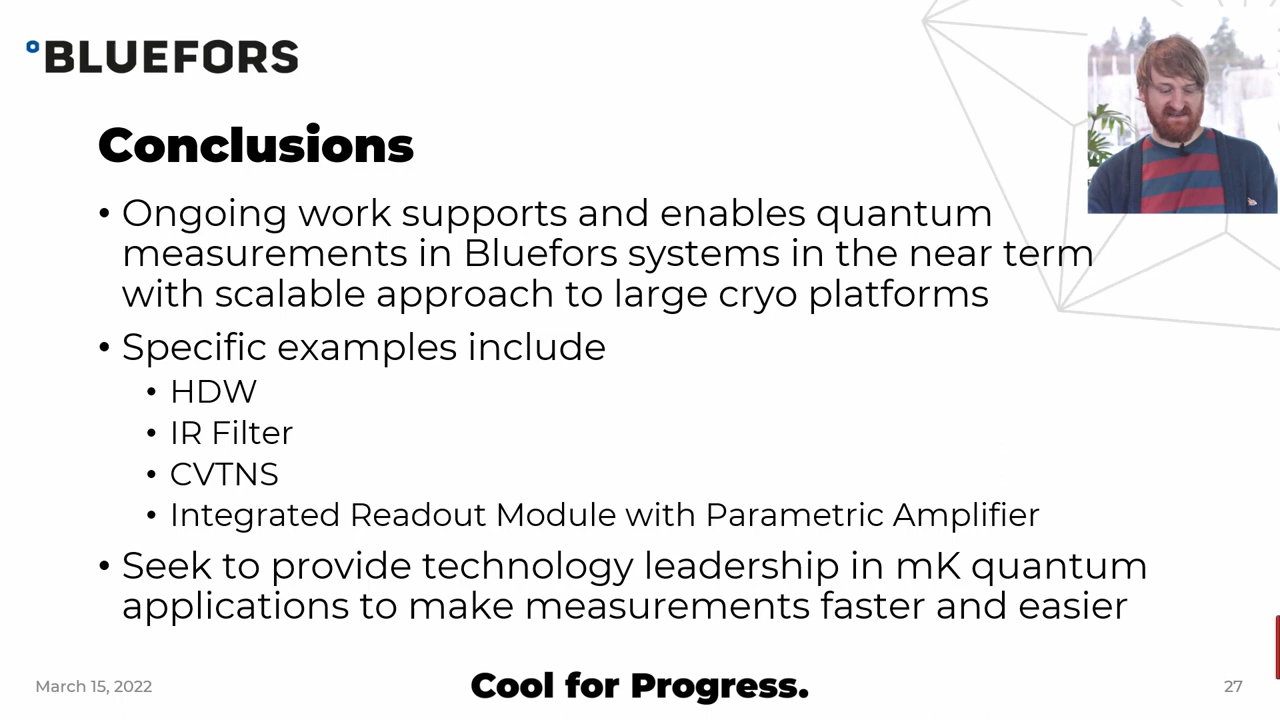 BLUEFORS
Conclusions
• Ongoing work supports and enables quantum
measurements in Bluefors systems in the near term
with scalable approach to large cryo platforms
• Specific examples include
• HDW
• IR Filter
• CVTNS
• Integrated Readout Module with Parametric Amplifier
• Seek to provide technology leadership in mK quantum
applications to make measurements faster and easier
March 15, 2022
Cool for Progress.
27